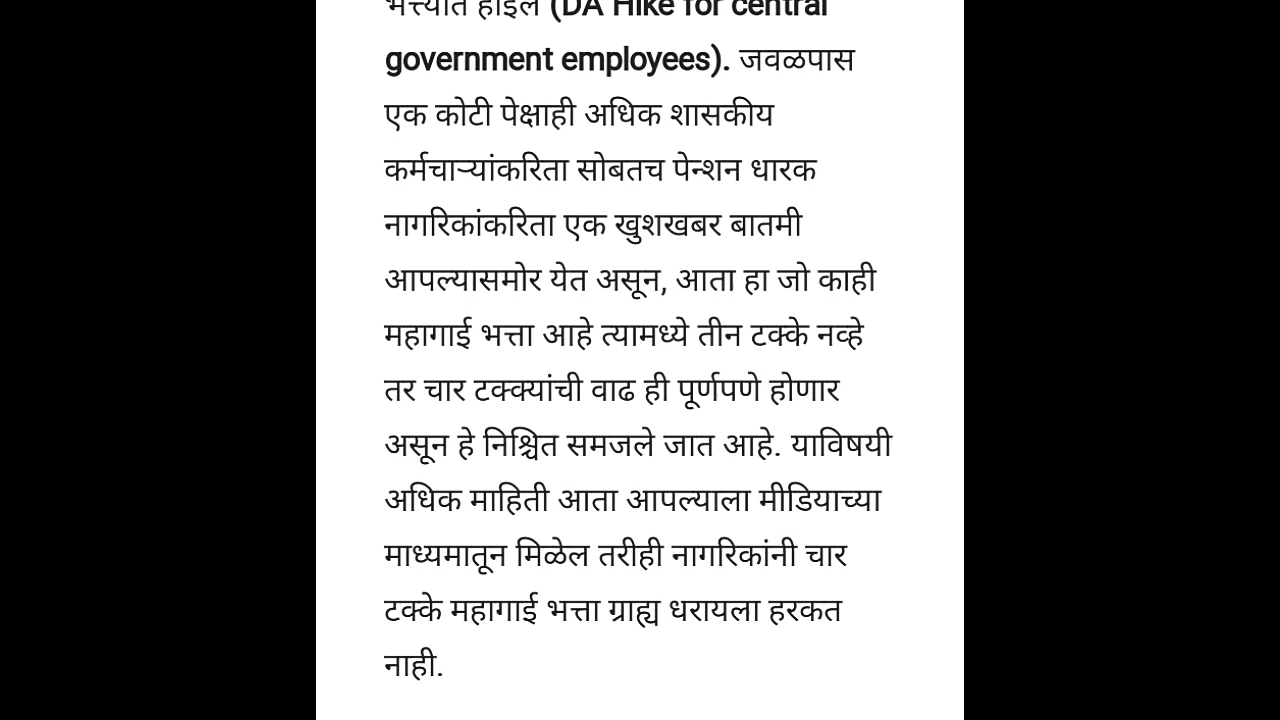 भत्त्यात होईल (DA Hike for central
government employees). जवळपास
एक कोटी पेक्षाही अधिक शासकीय
कर्मचाऱ्यांकरिता सोबतच पेन्शन धारक
नागरिकांकरिता एक खुशखबर बातमी
आपल्यासमोर येत असून, आता हा जो काही
महागाई भत्ता आहे त्यामध्ये तीन टक्के नव्हे
तर चार टक्क्यांची वाढ ही पूर्णपणे होणार
असून हे निश्चित समजले जात आहे. याविषयी
अधिक माहिती आता आपल्याला मीडियाच्या
माध्यमातून मिळेल तरीही नागरिकांनी चार
टक्के महागाई भत्ता ग्राह्य धरायला हरकत
नाही.